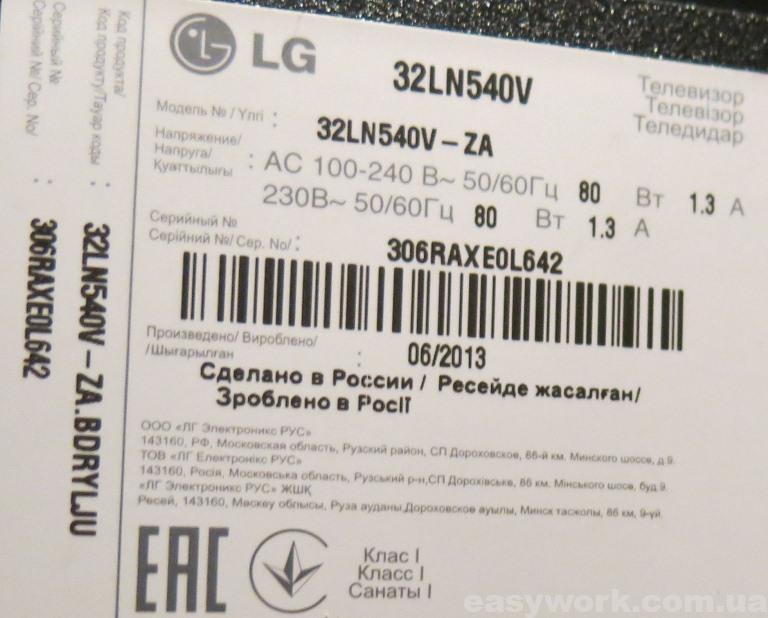 LG
32LN540V
Телевизор
Телевізор
Теледидар
Модель № / Үлгі :
32LN540V-ZA
Напряжение/
Напруга/
Қуаттылығы
: AC 100-240 В~ 50/60Гц 80 Вт 1.3 А
230В~ 50/60Гц 80 Вт 1.3 А
Серийный №
Серійний №/ Сер. No/ :
306RAXE0L642
Произведено/ Вироблено/
/Шығарылған :
06/2013
Сделано в России / Ресейде жасалған/
Зроблено в Росії
ООО «ЛГ Электроникс РУС»
143160, РФ, Московская область, Рузский район, СП Дороховское, 86-й км. Минского шоссе, д.9.
ТОВ «ЛГ Електронікс РУС»
143160, Росія, Московська область, Рузський р-н,СП Дорохівське, 86 км. Мінського шосе, буд.9.
«ЛГ Электроникс РУС» ЖШҚ
Ресей, 143160, Мәскеу облысы, Руза ауданы,Дороховское ауылы, Минск тасжолы, 86 км, 9-үй.
EAC
Клас I
Класс I
Санаты I
Код продукта/
Код продукту/Тауар коды :
32LN540V-ZA.BDRYLJU
Серийный №
Серійний №/ Сер. No/ :
306RAXE0L642
easywork.com.ua